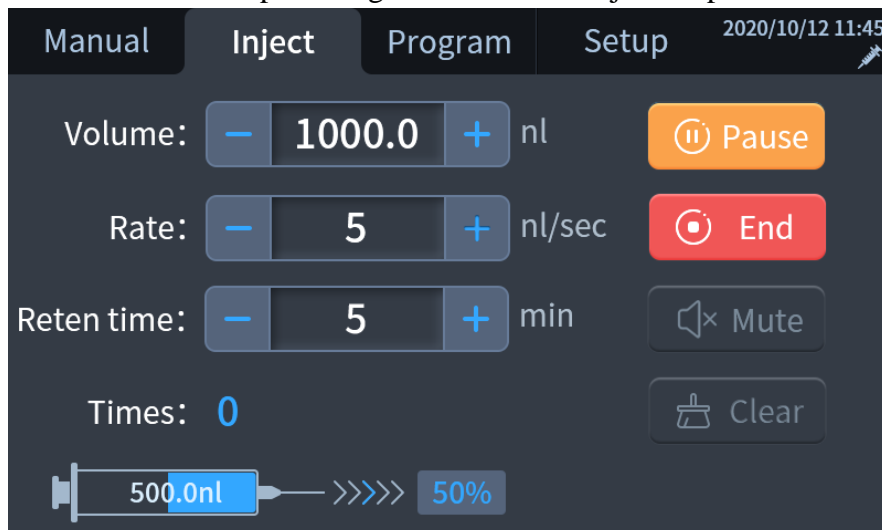 Manual Inject Program Setup 2020/10/12 11:45
Volume: − 1000.0 + nl Pause
Rate: − 5 + nl/sec End
Reten time: − 5 + min Mute
Times: 0 Clear
500.0nl 50%